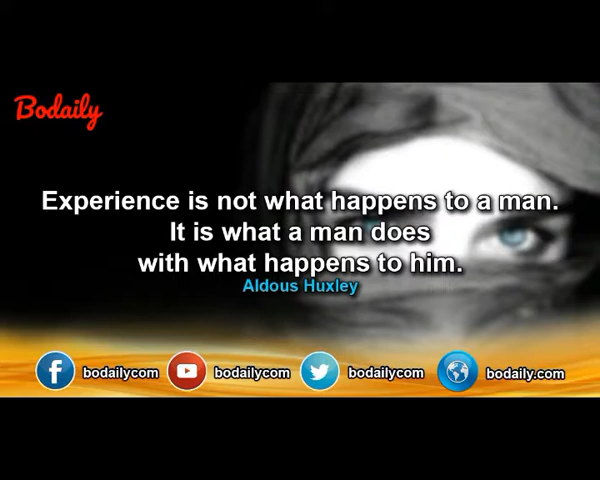 Bodaily
Experience is not what happens to a man.
It is what a man does
with what happens to him.
Aldous Huxley
bodailycom bodailycom bodailycom bodaily.com